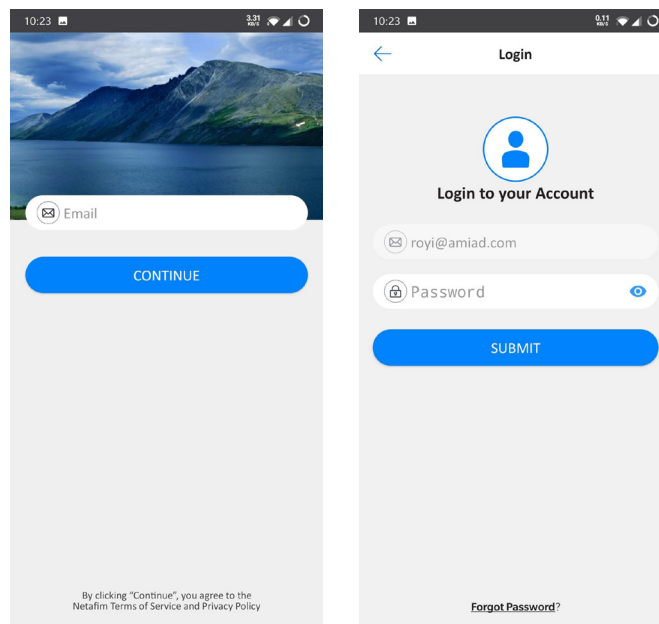 10:23
3.31
KB/S
Email
CONTINUE
By clicking "Continue", you agree to the
Netafim Terms of Service and Privacy Policy
10:23
0.11
KB/S
Login
Login to your Account
royi@amiad.com
Password
SUBMIT
Forgot Password?